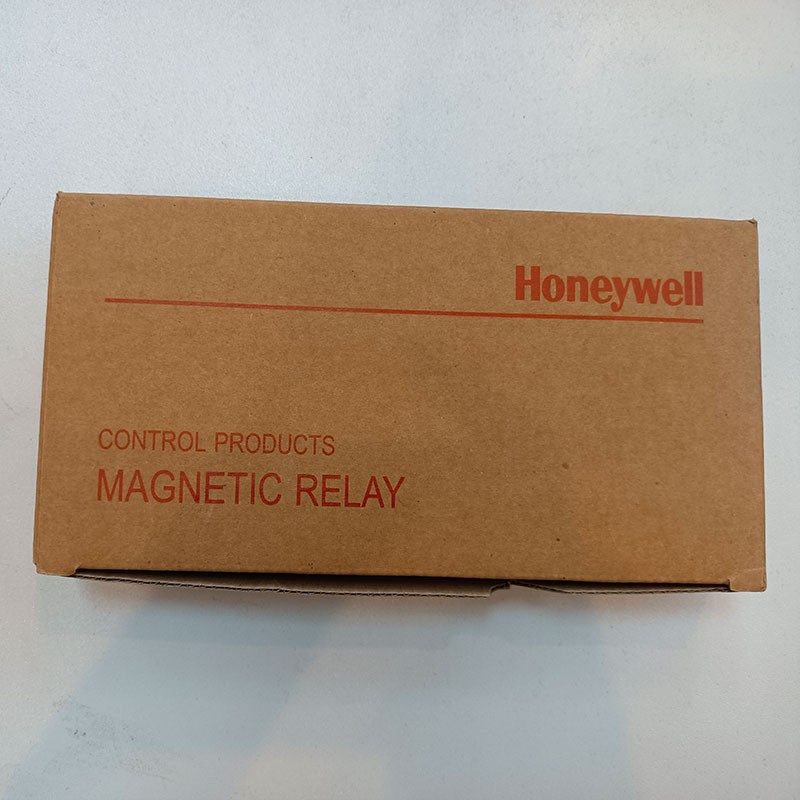 Honeywell
CONTROL PRODUCTS
MAGNETIC RELAY